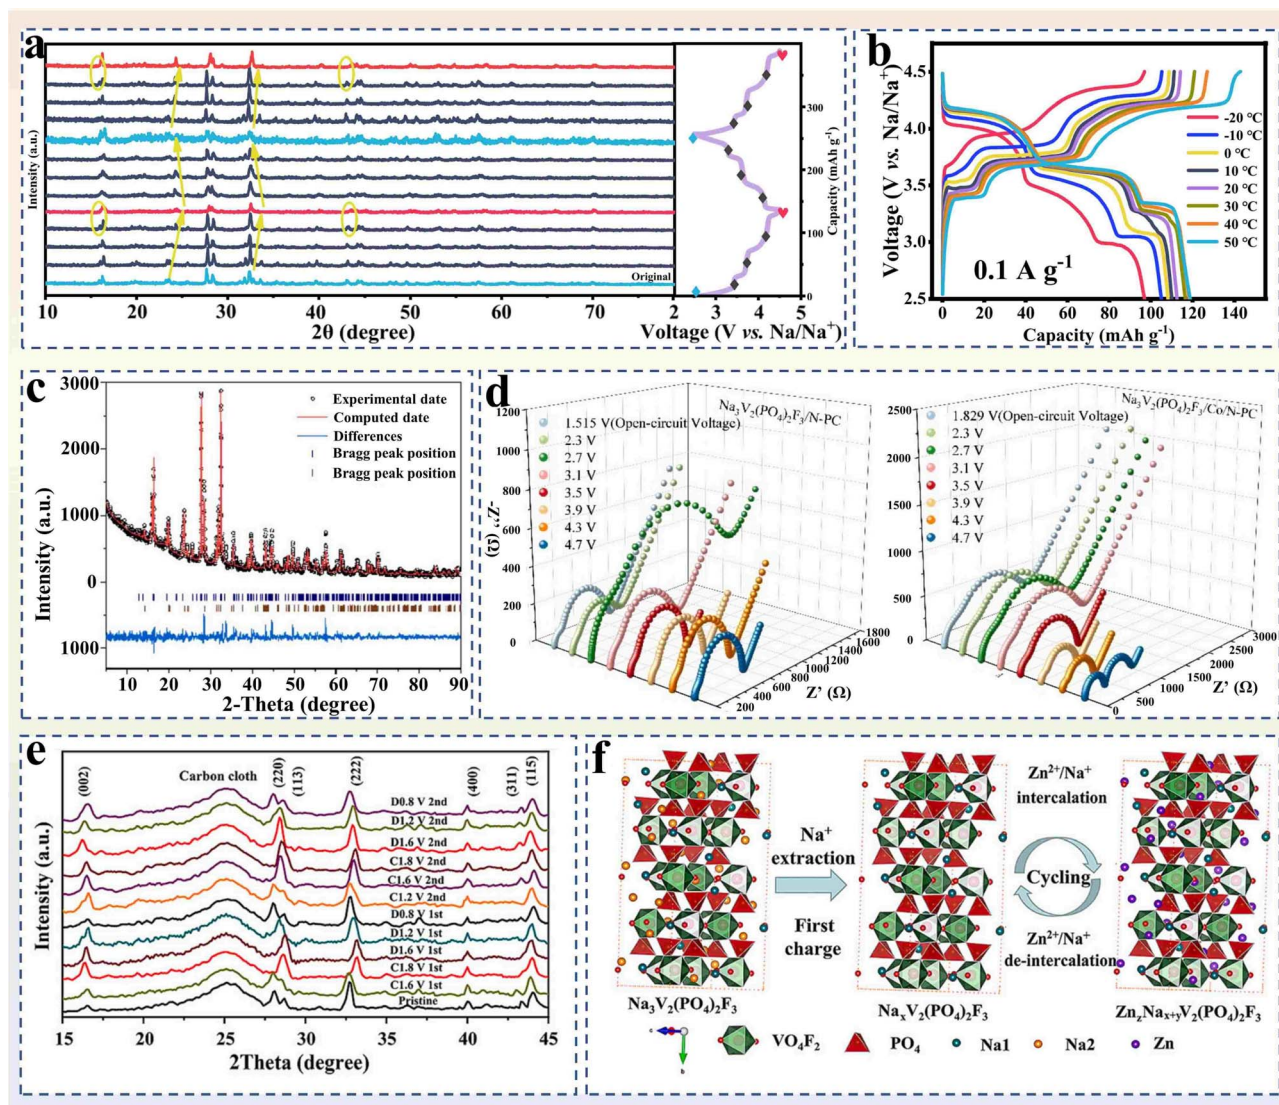 a
Intensity (a.u.)
Original
10 20 30 40 50 60 70
2θ (degree)
2 3 4 5
Voltage (V vs. Na/Na+)
0 100 200 300
Capacity (mAh g-1)
b
4.5
4.0
3.5
3.0
2.5
Voltage (V vs. Na/Na+)
-20 ℃
-10 ℃
0 ℃
10 ℃
20 ℃
30 ℃
40 ℃
50 ℃
0.1 A g-1
0 20 40 60 80 100 120 140
Capacity (mAh g-1)
c
3000
2000
1000
0
1000
Intensity (a.u.)
Experimental date
Computed date
Differences
Bragg peak position
Bragg peak position
10 20 30 40 50 60 70 80 90
2-Theta (degree)
d
1200
1000
800
600
400
200
0
-Z'' (Ω)
Na3V2(PO4)2F3/N-PC
1.515 V(Open-circuit Voltage)
2.3 V
2.7 V
3.1 V
3.5 V
3.9 V
4.3 V
4.7 V
200 400 600 800 1000 1200 1400 1600 1800
Z' (Ω)
2500
2000
1500
1000
500
0
Na3V2(PO4)2F3/Co/N-PC
1.829 V(Open-circuit Voltage)
2.3 V
2.7 V
3.1 V
3.5 V
3.9 V
4.3 V
4.7 V
0 500 1000 1500 2000 2500 3000
Z' (Ω)
e
Intensity (a.u.)
(002)
Carbon cloth
(220)
(113)
(222)
(400)
(311)
(115)
D0.8 V 2nd
D1.2 V 2nd
D1.6 V 2nd
C1.8 V 2nd
C1.6 V 2nd
C1.2 V 2nd
D0.8 V 1st
D1.2 V 1st
D1.6 V 1st
C1.8 V 1st
C1.6 V 1st
Pristine
15 20 25 30 35 40 45
2Theta (degree)
f
Na+
extraction
First
charge
Zn2+/Na+
intercalation
Cycling
Zn2+/Na+
de-intercalation
Na3V2(PO4)2F3
NaxV2(PO4)2F3
ZnzNax+yV2(PO4)2F3
c
b
VO4F2
PO4
Na1
Na2
Zn